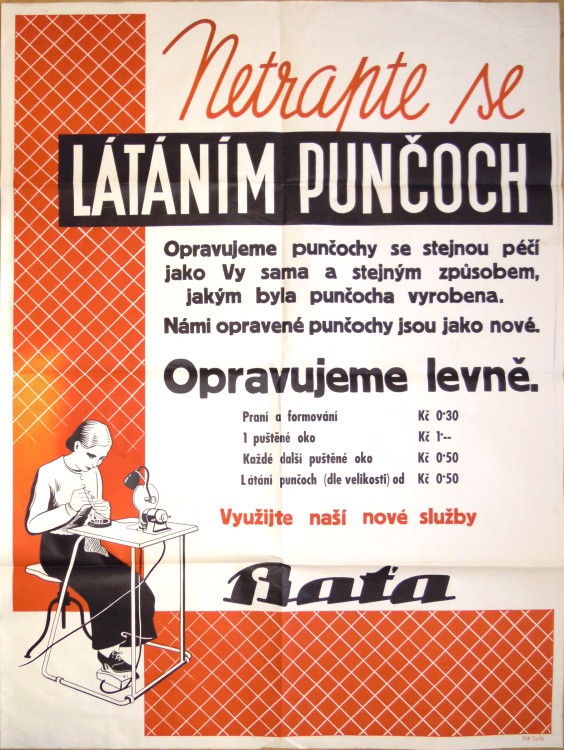 Netrapte se
LÁTÁNÍM PUNČOCH
Opravujeme punčochy se stejnou péčí
jako Vy sama a stejným způsobem,
jakým byla punčocha vyrobena.
Námi opravené punčochy jsou jako nové.
Opravujeme levně.
Praní a formování Kč 0·30
1 puštěné oko Kč 1·--
Každé další puštěné oko Kč 0·50
Látání punčoch (dle velikosti) od Kč 0·50
Využijte naší nové služby
Baťa